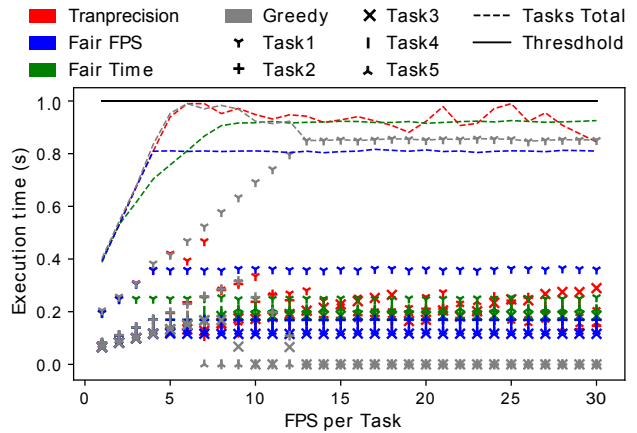 Tranprecision Greedy Task3 Tasks Total
Fair FPS Task1 Task4 Thresdhold
Fair Time Task2 Task5
1.0
0.8
0.6
0.4
0.2
0.0
Execution time (s)
0 5 10 15 20 25 30
FPS per Task